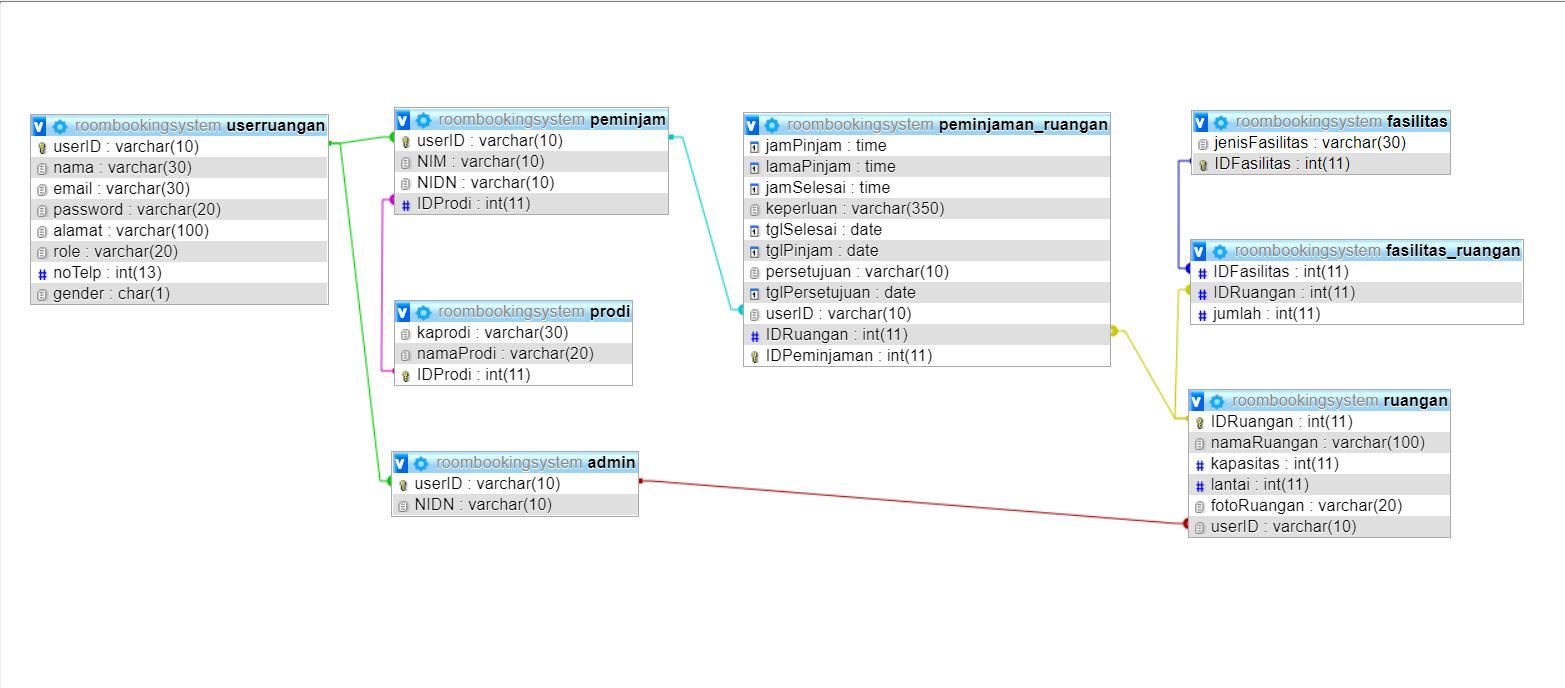 roombookingsystem userruangan
userID : varchar(10)
nama : varchar(30)
email : varchar(30)
password : varchar(20)
alamat : varchar(100)
role : varchar(20)
noTelp : int(13)
gender : char(1)
roombookingsystem peminjam
userID : varchar(10)
NIM : varchar(10)
NIDN : varchar(10)
IDProdi : int(11)
roombookingsystem prodi
kaprodi : varchar(30)
namaProdi : varchar(20)
IDProdi : int(11)
roombookingsystem admin
userID : varchar(10)
NIDN : varchar(10)
roombookingsystem peminjaman_ruangan
jamPinjam : time
lamaPinjam : time
jamSelesai : time
keperluan : varchar(350)
tglSelesai : date
tglPinjam : date
persetujuan : varchar(10)
tglPersetujuan : date
userID : varchar(10)
IDRuangan : int(11)
IDPeminjaman : int(11)
roombookingsystem fasilitas
jenisFasilitas : varchar(30)
IDFasilitas : int(11)
roombookingsystem fasilitas_ruangan
IDFasilitas : int(11)
IDRuangan : int(11)
jumlah : int(11)
roombookingsystem ruangan
IDRuangan : int(11)
namaRuangan : varchar(100)
kapasitas : int(11)
lantai : int(11)
fotoRuangan : varchar(20)
userID : varchar(10)